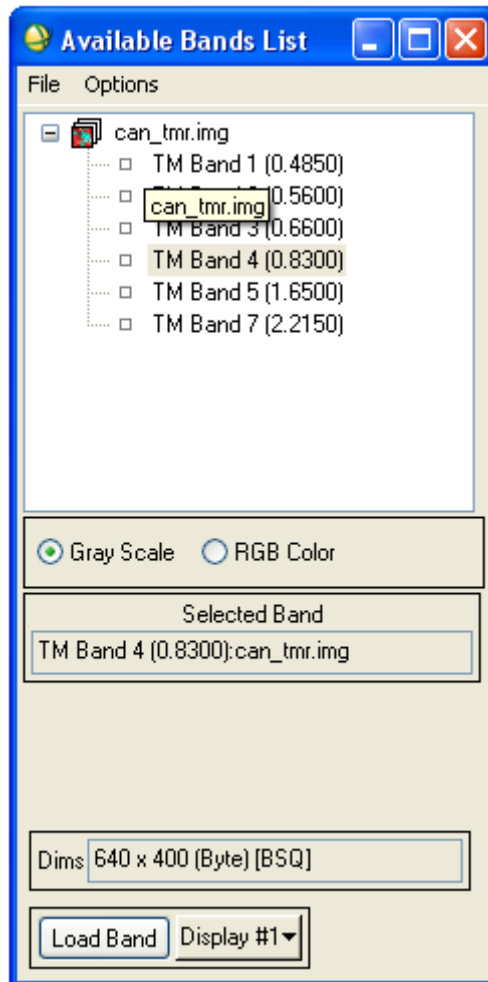 Available Bands List
File Options
can_tmr.img
TM Band 1 (0.4850)
can_tmr.img 0.5600)
TM Band 3 (0.6600)
TM Band 4 (0.8300)
TM Band 5 (1.6500)
TM Band 7 (2.2150)
Gray Scale RGB Color
Selected Band
TM Band 4 (0.8300):can_tmr.img
Dims 640 x 400 (Byte) [BSQ]
Load Band Display #1